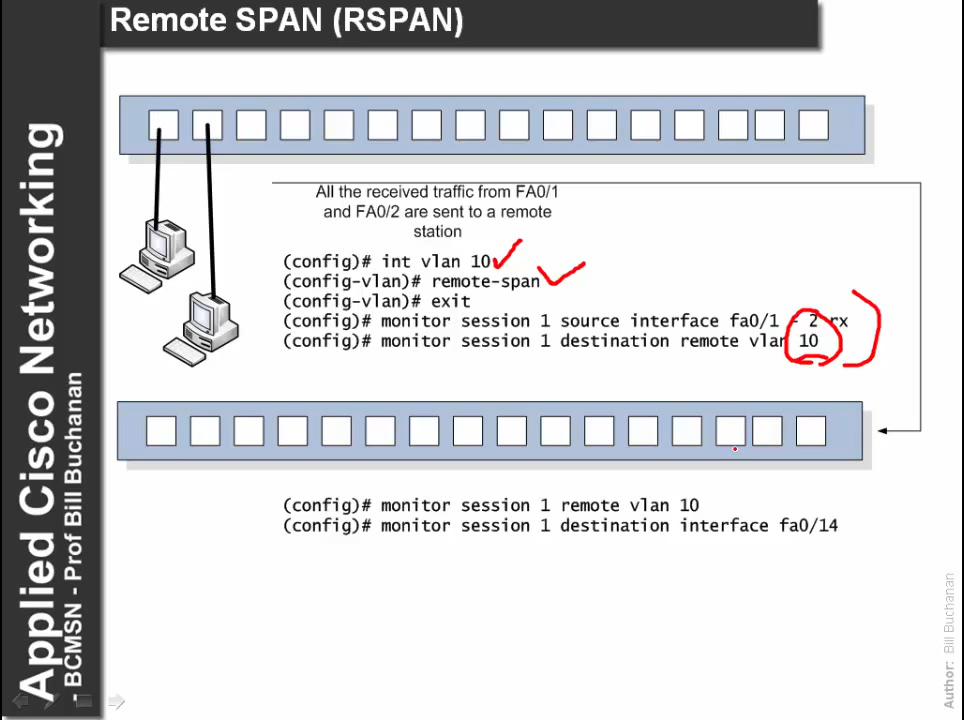 Remote SPAN (RSPAN)
All the received traffic from FA0/1
and FA0/2 are sent to a remote
station
(config)# int vlan 10
(config-vlan)# remote-span
(config-vlan)# exit
(config)# monitor session 1 source interface fa0/1 - 2 rx
(config)# monitor session 1 destination remote vlan 10
(config)# monitor session 1 remote vlan 10
(config)# monitor session 1 destination interface fa0/14
Applied Cisco Networking
- BCMSN - Prof Bill Buchanan
Author: Bill Buchanan